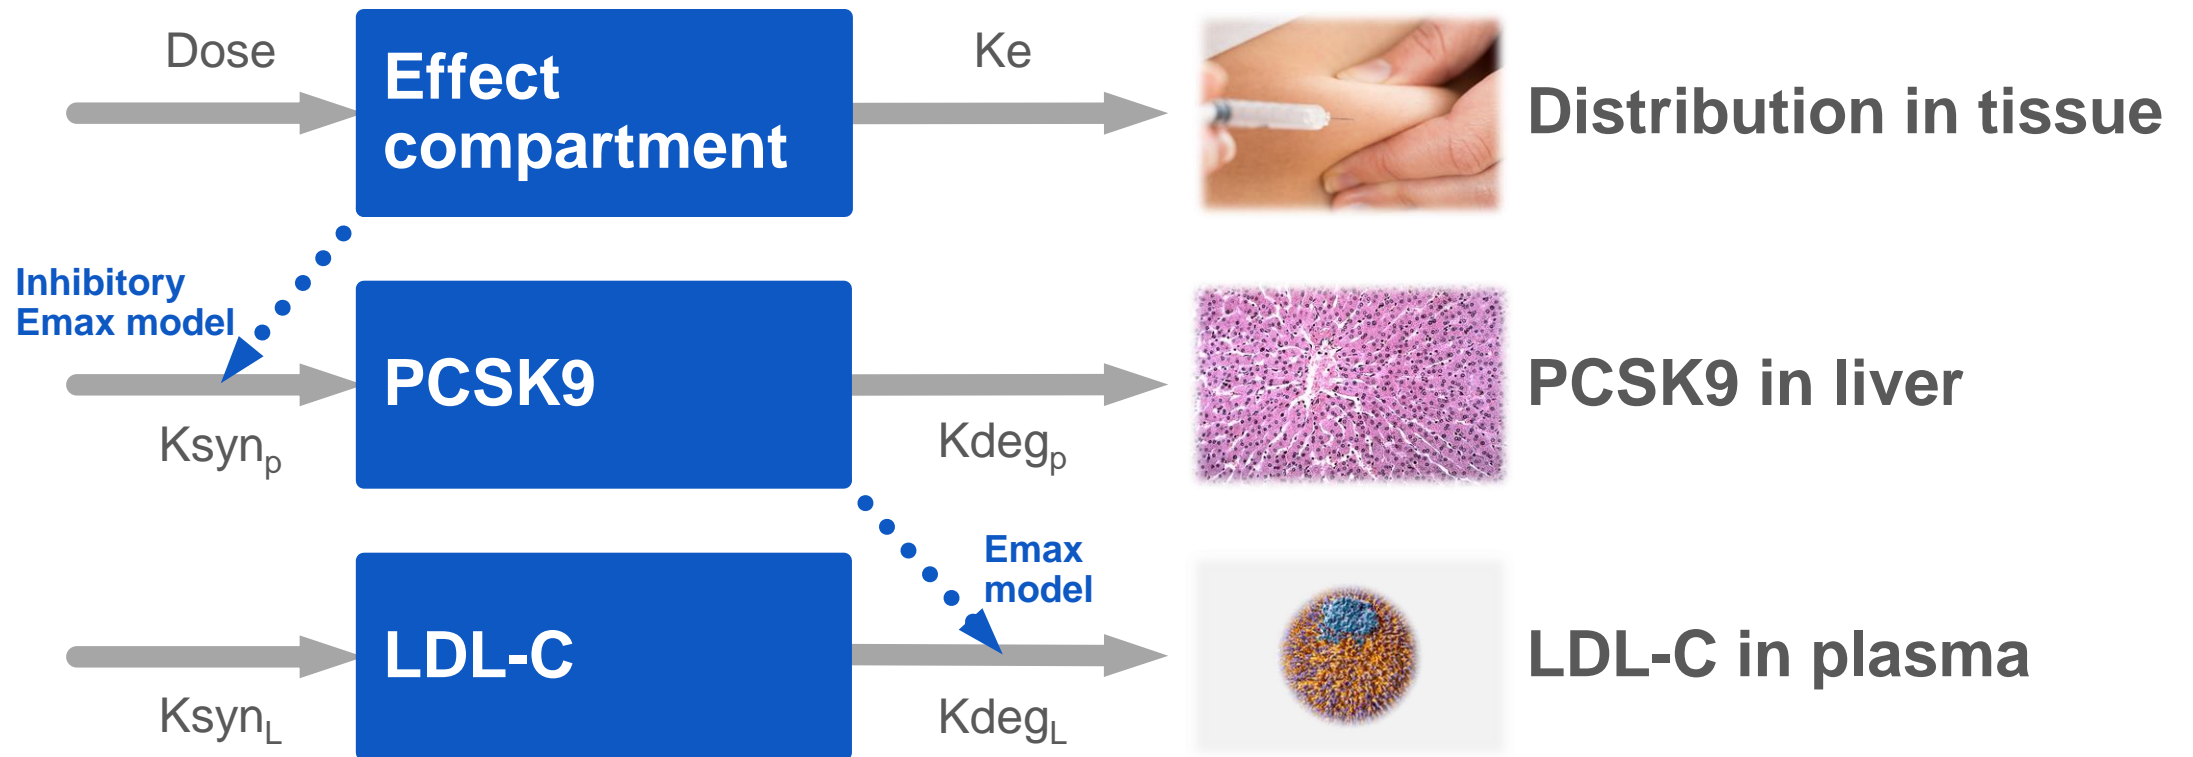 Dose
Effect
compartment
Ke
Distribution in tissue
Inhibitory
Emax model
PCSK9
Ksynp
Kdegp
PCSK9 in liver
Emax
model
LDL-C
KsynL
KdegL
LDL-C in plasma